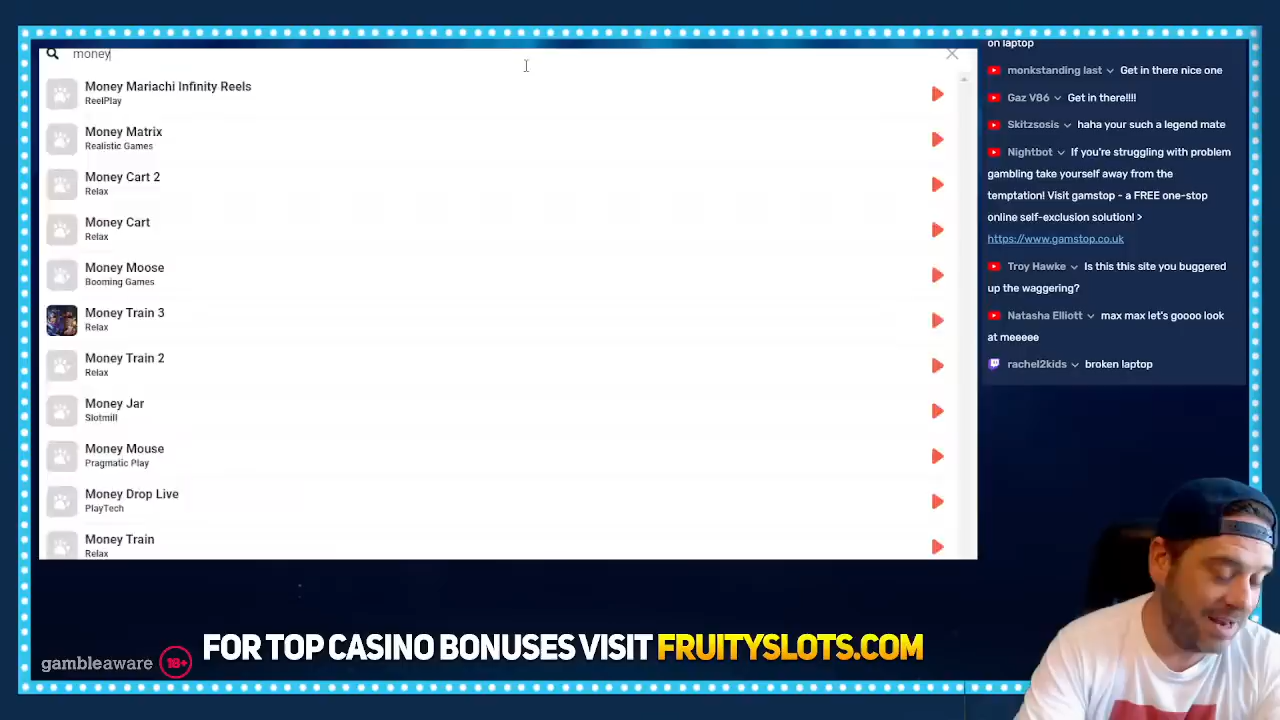 money
Money Mariachi Infinity Reels
ReelPlay
Money Matrix
Realistic Games
Money Cart 2
Relax
Money Cart
Relax
Money Moose
Booming Games
Money Train 3
Relax
Money Train 2
Relax
Money Jar
Slotmill
Money Mouse
Pragmatic Play
Money Drop Live
PlayTech
Money Train
Relax
on laptop
monkstanding last Get in there nice one
Gaz V86 Get in there!!!!
Skitzsosis haha your such a legend mate
Nightbot If you're struggling with problem
gambling take yourself away from the
temptation! Visit gamstop - a FREE one-stop
online self-exclusion solution! >
https://www.gamstop.co.uk
Troy Hawke Is this this site you buggered
up the waggering?
Natasha Elliott max max let's goooo look
at meeeee
rachel2kids broken laptop
gambleaware 18+
FOR TOP CASINO BONUSES VISIT FRUITYSLOTS.COM